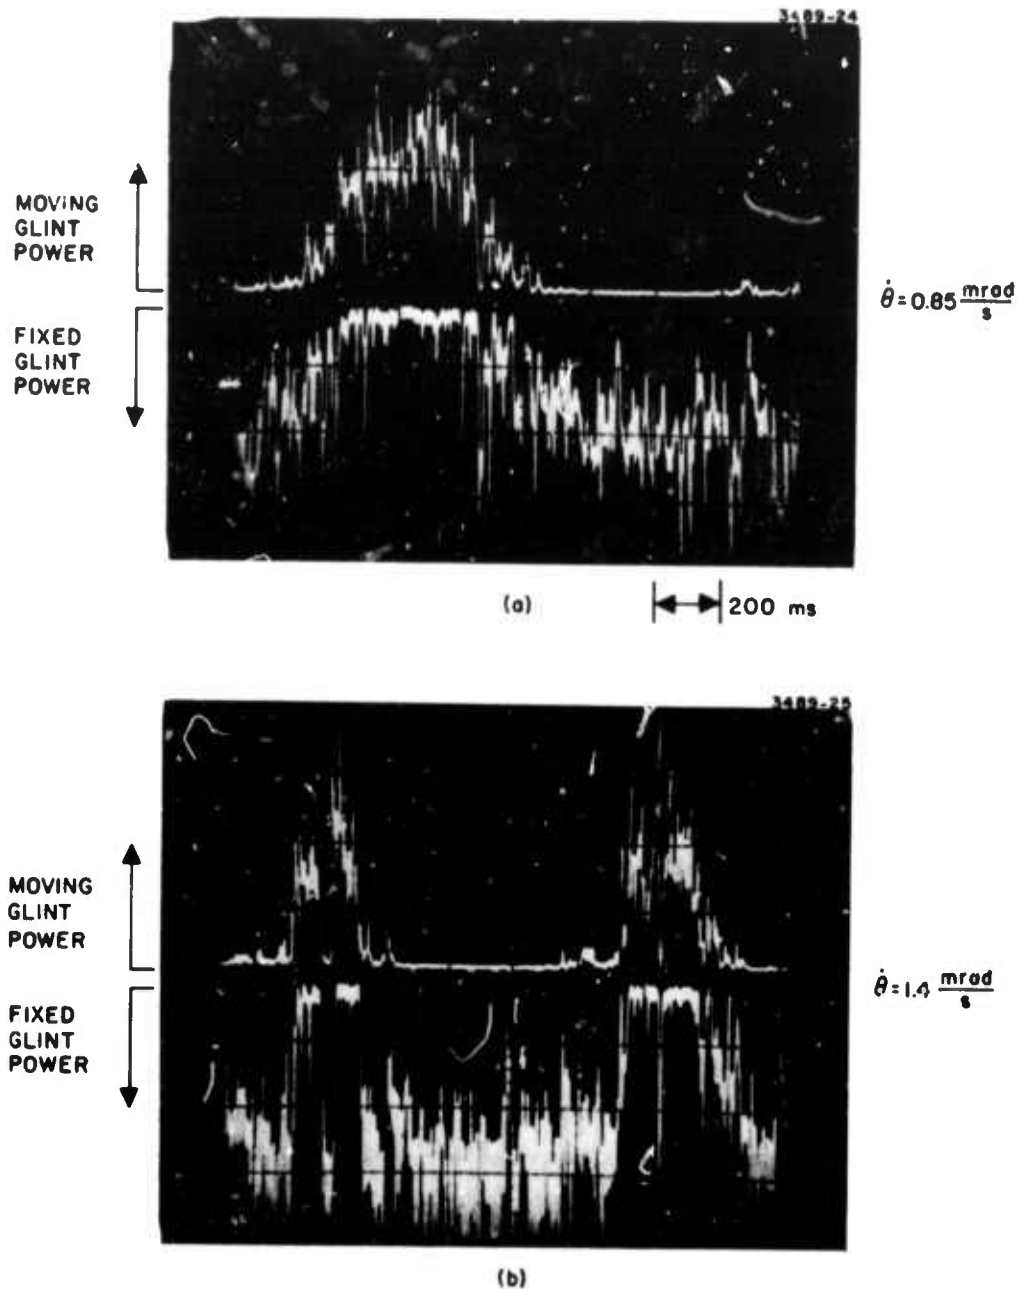 3489-24
MOVING
GLINT
POWER
FIXED
GLINT
POWER
θ̇ = 0.85 mrad/s
(a)
200 ms
3489-25
MOVING
GLINT
POWER
FIXED
GLINT
POWER
θ̇ = 1.4 mrad/s
(b)